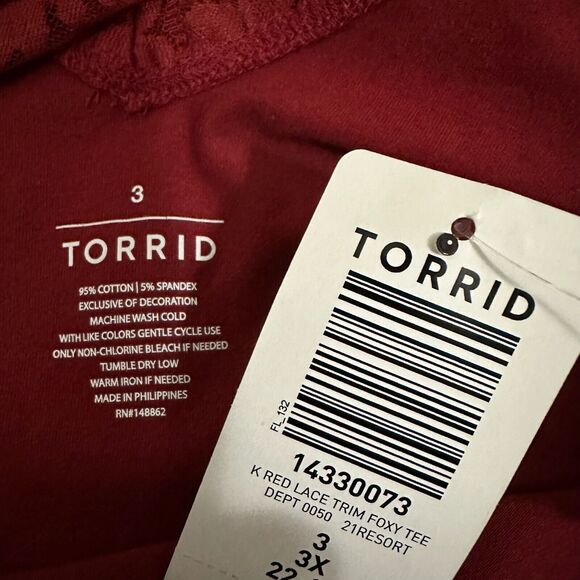 3
TORRID
95% COTTON | 5% SPANDEX
EXCLUSIVE OF DECORATION
MACHINE WASH COLD
WITH LIKE COLORS GENTLE CYCLE USE
ONLY NON-CHLORINE BLEACH IF NEEDED
TUMBLE DRY LOW
WARM IRON IF NEEDED
MADE IN PHILIPPINES
RN#148862
TORRID
FL_132
14330073
K RED LACE TRIM FOXY TEE
DEPT 0050 21RESORT
3
3X
22